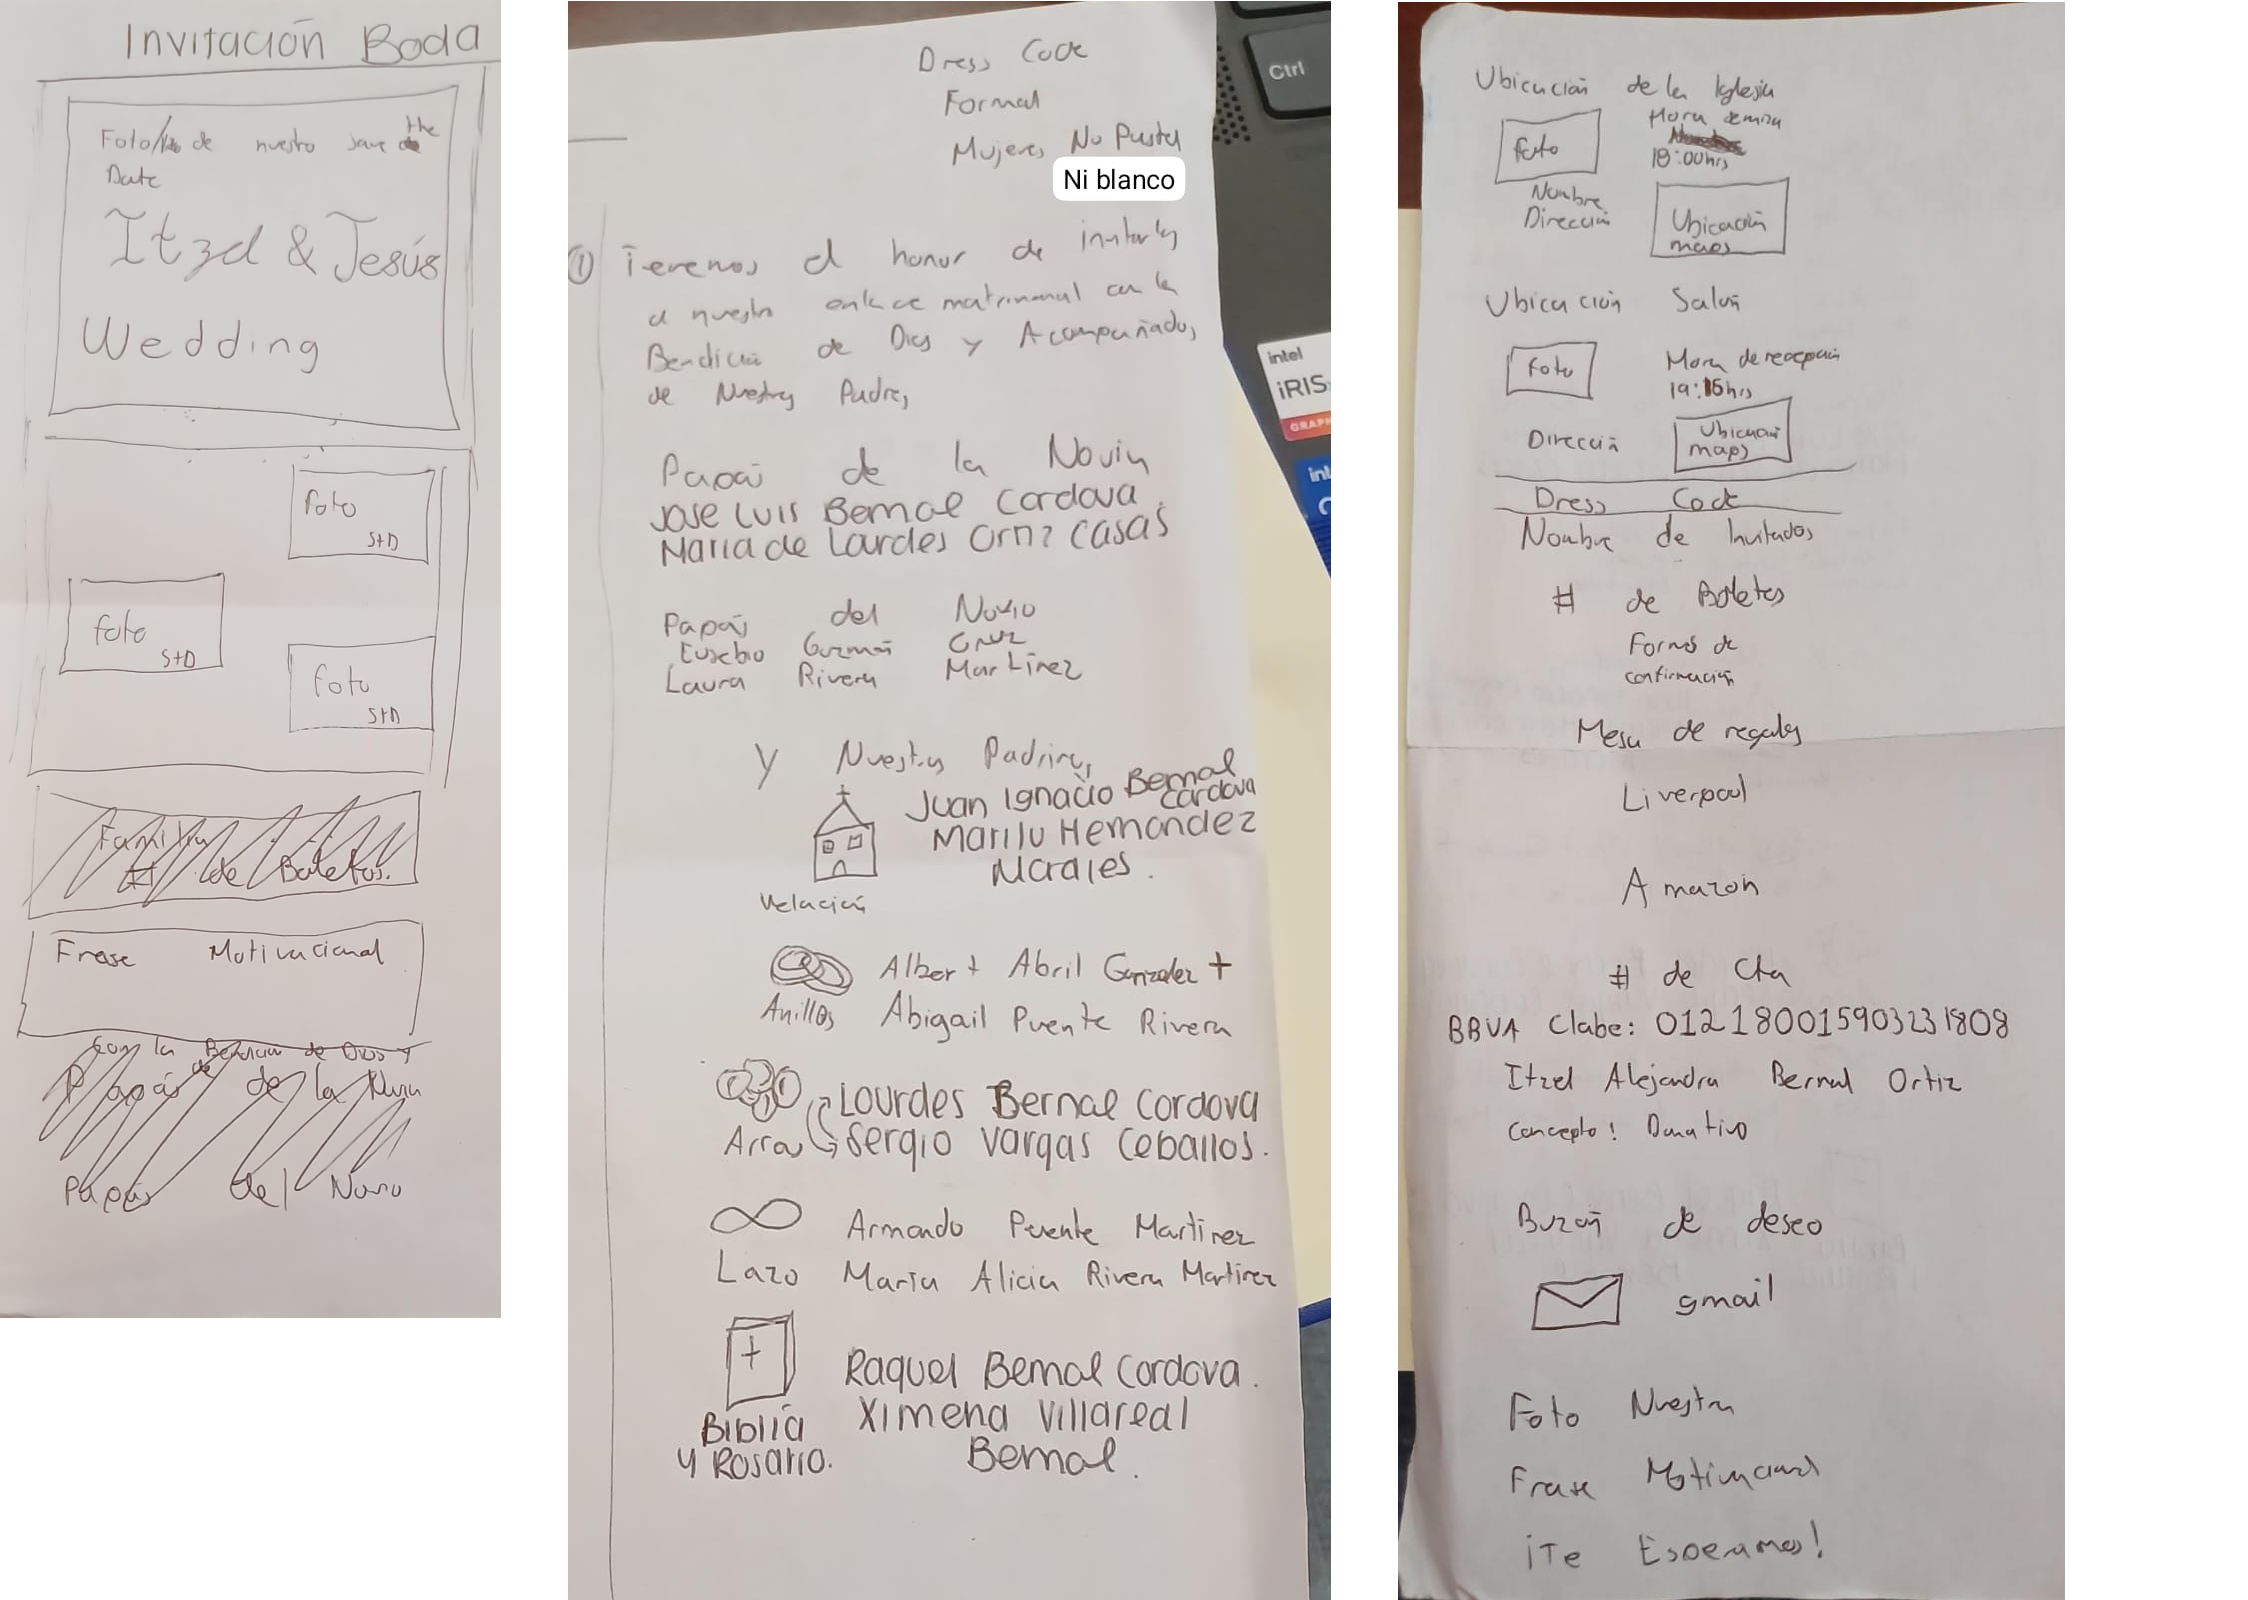 Invitación Boda
Foto/ de nuestro save the
Date
Itzel & Jesús
Wedding
Foto
S+D
foto
S+D
foto
S+D
Familia
# de Boletos.
Frase Motivacional
Con la Bendición de Dios y
Papás de de la Novia
Papás del Novio
Ctrl
Dress Code
Formal
Mujeres No Pastel
Ni blanco
① Tenemos el honor de invitarles
a nuestro enlace matrimonial con la
Bendición de Dios y Acompañados
de Nuestros Padres
intel
iRIS
GRAPH
Papás de la Novia
Jose Luis Bernal Cordova.
Maria de Lourdes Ortiz Casas
Papás del Novio
Eusebio Guzmán Cruz
Laura Rivera Martínez
Y Nuestros Padrinos
Juan Ignacio Bernal
Cordova
Marilu Hernandez
Morales.
Velación
Albert Abril Gonzalez +
Anillos Abigail Puente Rivera
Lourdes Bernal Cordova
Arras Sergio Vargas Ceballos.
Armando Puente Martinez
Lazo Maria Alicia Rivera Martinez
Raquel Bernal Cordova.
Biblia Ximena Villareal
y Rosario. Bernal.
Ubicación de la Iglesia
Hora de misa
foto
18:00hrs
Nombre
Dirección
Ubicación
maps
Ubicación Salón
foto
Hora de recepción
19:15hrs
Dirección
Ubicación
maps
Dress Code
Nombre de Invitados
# de Boletos
Forms de
confirmación
Mesa de regalos
Liverpool
Amazon
# de Cta
BBVA Clabe: 012180015903231808
Itzel Alejandra Bernal Ortiz
Concepto: Donativo
Buzón de deseo
gmail
Foto Nuestra
Frase Motivacional
¡Te Esperamos!